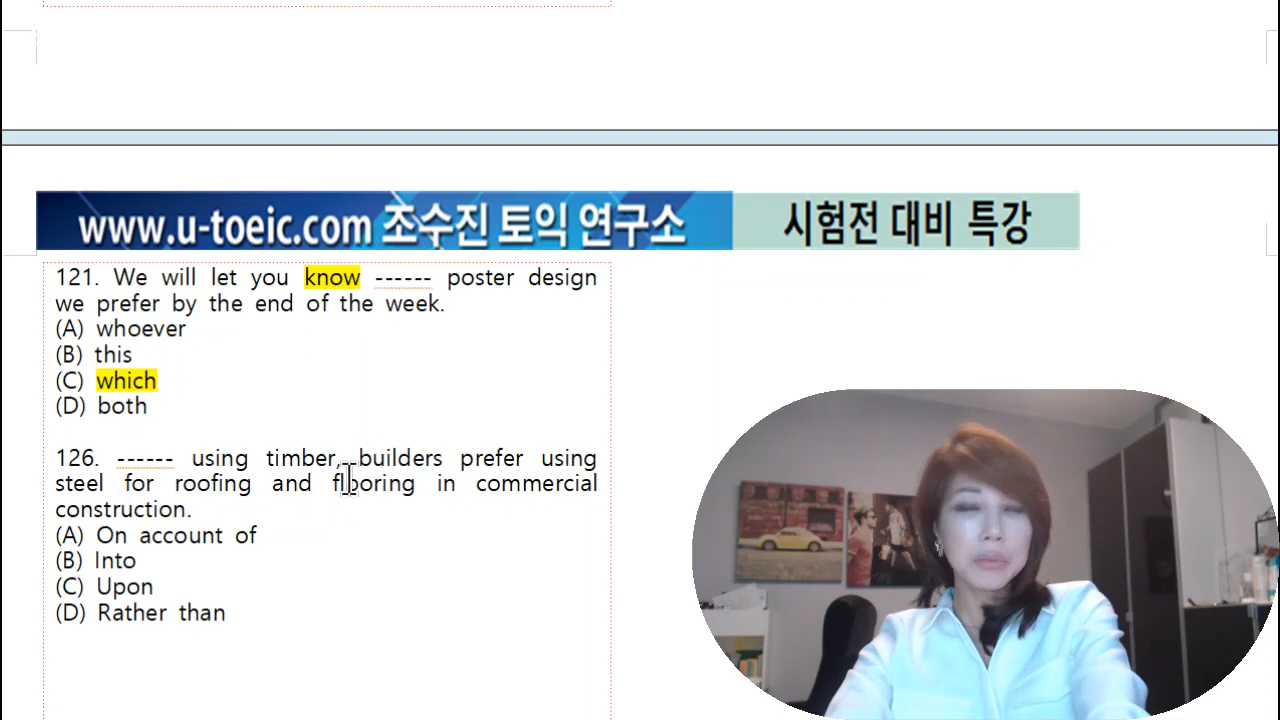 www.u-toeic.com 조수진 토익 연구소 시험전 대비 특강
121. We will let you know ------ poster design
we prefer by the end of the week.
(A) whoever
(B) this
(C) which
(D) both
126. ------ using timber, builders prefer using
steel for roofing and flooring in commercial
construction.
(A) On account of
(B) Into
(C) Upon
(D) Rather than